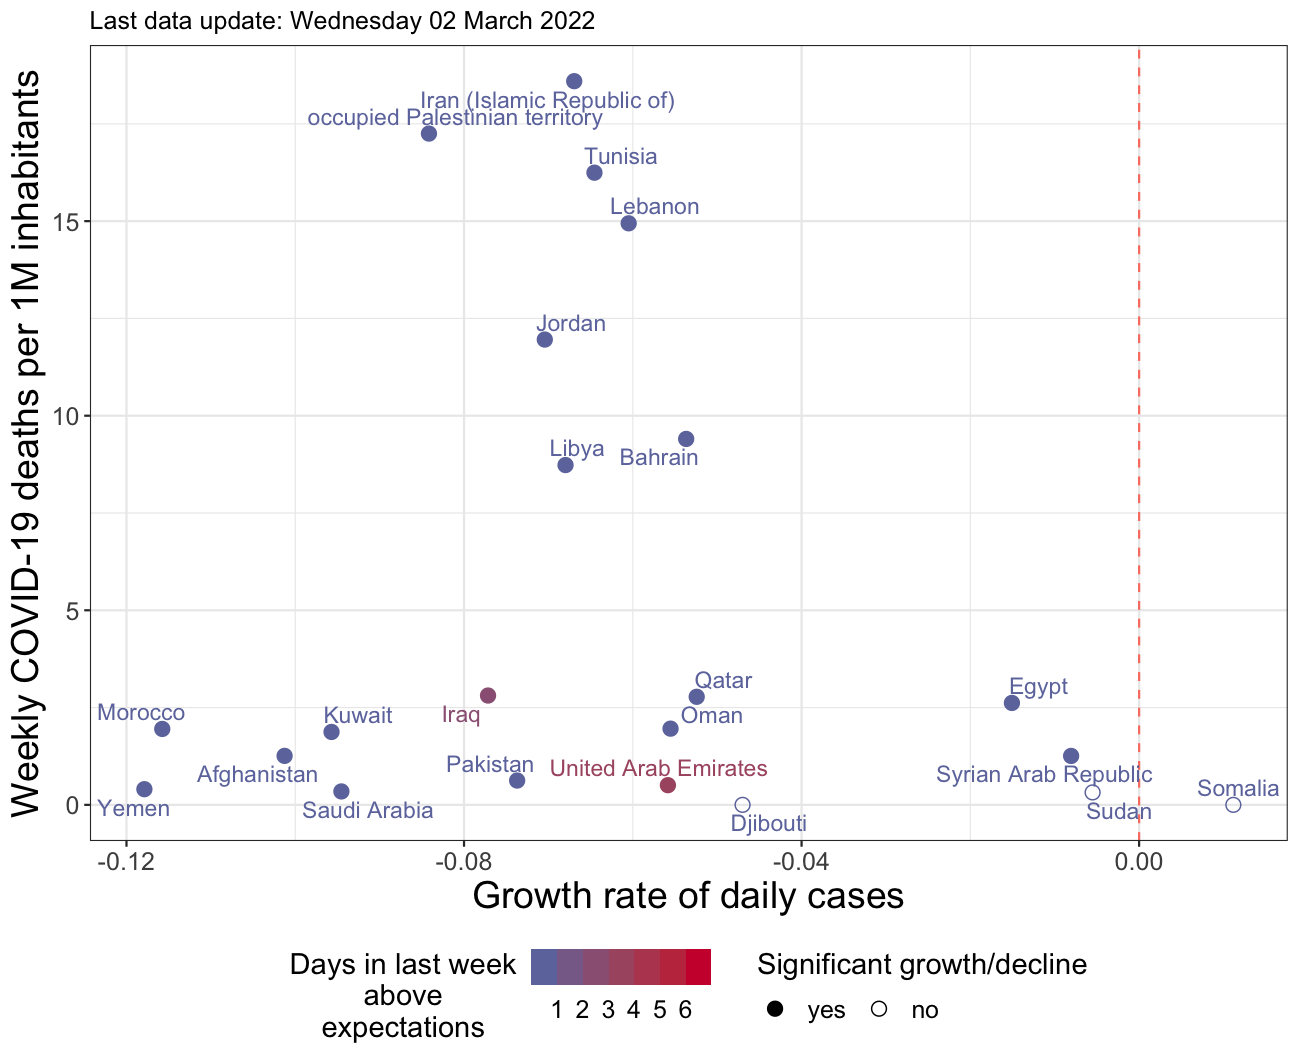 Last data update: Wednesday 02 March 2022
Weekly COVID-19 deaths per 1M inhabitants
15
10
5
0
Iran (Islamic Republic of)
occupied Palestinian territory
Tunisia
Lebanon
Jordan
Libya
Bahrain
Qatar
Egypt
Morocco
Kuwait
Iraq
Oman
Afghanistan
Pakistan
United Arab Emirates
Syrian Arab Republic
Somalia
Yemen
Saudi Arabia
Djibouti
Sudan
-0.12
-0.08
-0.04
0.00
Growth rate of daily cases
Days in last week
above
expectations
1 2 3 4 5 6
Significant growth/decline
yes
no